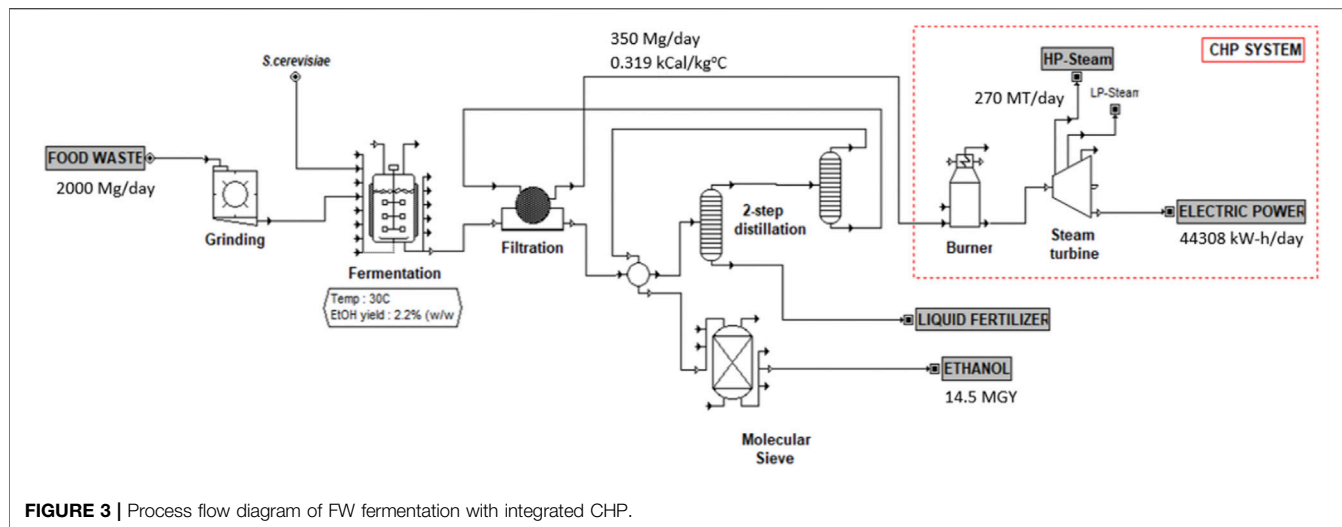 350 Mg/day
0.319 kCal/kg°C
CHP SYSTEM
S.cerevisiae
HP-Steam
270 MT/day
LP-Steam
FOOD WASTE
2000 Mg/day
2-step
distillation
ELECTRIC POWER
44308 kW-h/day
Grinding
Filtration
Burner
Steam
turbine
Fermentation
Temp : 30C
EtOH yield : 2.2% (w/w
LIQUID FERTILIZER
ETHANOL
14.5 MGY
Molecular
Sieve
FIGURE 3 | Process flow diagram of FW fermentation with integrated CHP.